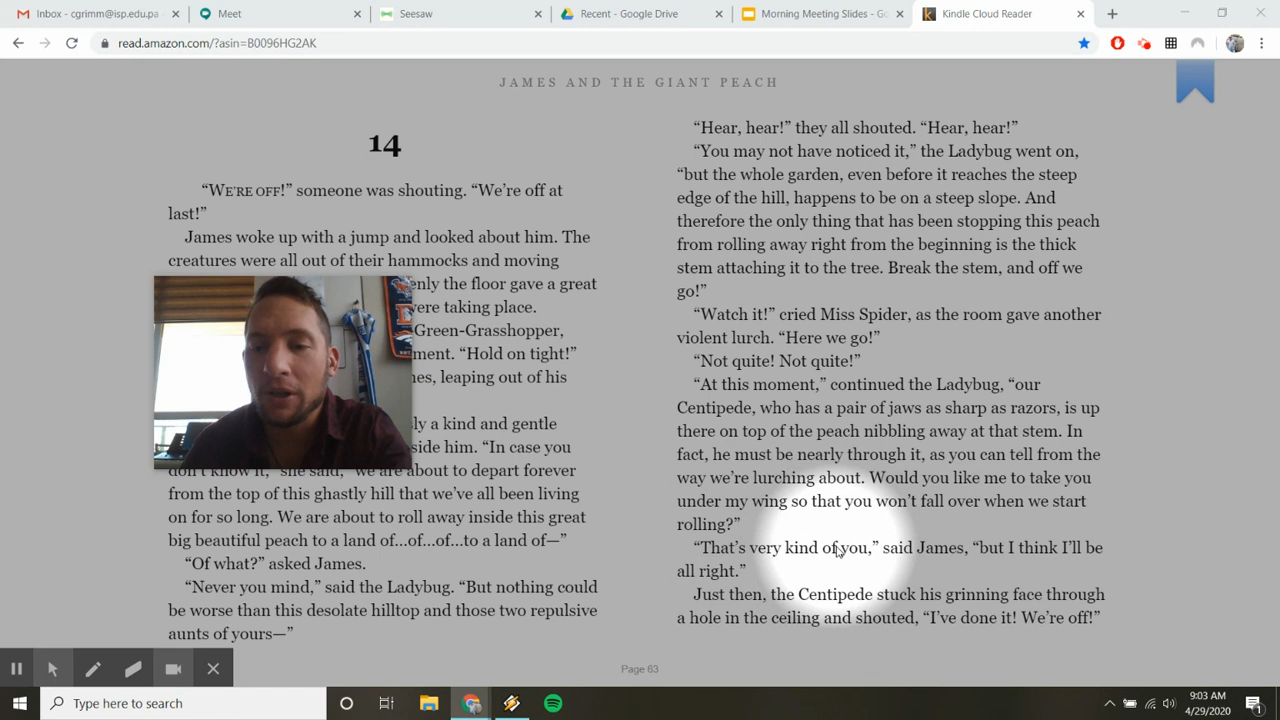 Inbox - cgrimm@isp.edu.pa
Meet
Seesaw
Recent - Google Drive
Morning Meeting Slides - Go
Kindle Cloud Reader
read.amazon.com/?asin=B0096HG2AK
JAMES AND THE GIANT PEACH
14
“WE’RE OFF!” someone was shouting. “We’re off at
last!”
James woke up with a jump and looked about him. The
creatures were all out of their hammocks and moving
the floor gave a great
were taking place.
Green-Grasshopper,
“Hold on tight!”
leaping out of his
a kind and gentle
him. “In case you
don’t know it,” she said, “we are about to depart forever
from the top of this ghastly hill that we’ve all been living
on for so long. We are about to roll away inside this great
big beautiful peach to a land of...of...of...to a land of—”
“Of what?” asked James.
“Never you mind,” said the Ladybug. “But nothing could
be worse than this desolate hilltop and those two repulsive
aunts of yours—”
“Hear, hear!” they all shouted. “Hear, hear!”
“You may not have noticed it,” the Ladybug went on,
“but the whole garden, even before it reaches the steep
edge of the hill, happens to be on a steep slope. And
therefore the only thing that has been stopping this peach
from rolling away right from the beginning is the thick
stem attaching it to the tree. Break the stem, and off we
go!”
“Watch it!” cried Miss Spider, as the room gave another
violent lurch. “Here we go!”
“Not quite! Not quite!”
“At this moment,” continued the Ladybug, “our
Centipede, who has a pair of jaws as sharp as razors, is up
there on top of the peach nibbling away at that stem. In
fact, he must be nearly through it, as you can tell from the
way we’re lurching about. Would you like me to take you
under my wing so that you won’t fall over when we start
rolling?”
“That’s very kind of you,” said James, “but I think I’ll be
all right.”
Just then, the Centipede stuck his grinning face through
a hole in the ceiling and shouted, “I’ve done it! We’re off!”
Page 63
Type here to search
9:03 AM
4/29/2020